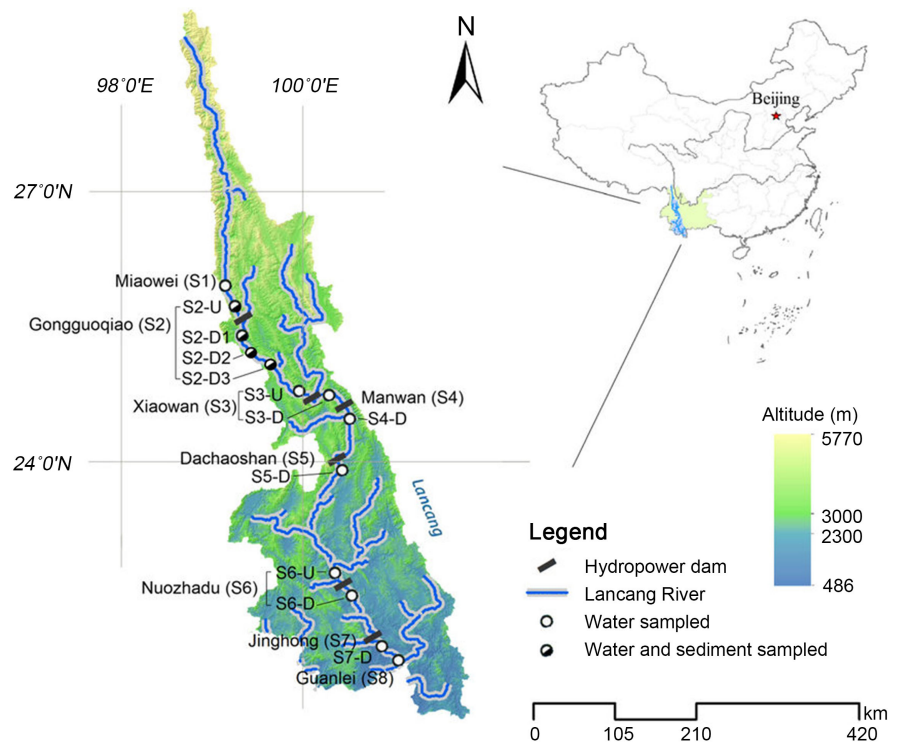 N
98°0'E
100°0'E
Beijing
27°0'N
Miaowei (S1)
S2-U
Gongguoqiao (S2)
S2-D1
S2-D2
S2-D3
S3-U
Xiaowan (S3)
S3-D
Manwan (S4)
S4-D
Altitude (m)
5770
3000
2300
486
24°0'N
Dachaoshan (S5)
S5-D
Lancang
Legend
Hydropower dam
Lancang River
Water sampled
Water and sediment sampled
S6-U
Nuozhadu (S6)
S6-D
Jinghong (S7)
S7-D
Guanlei (S8)
km
0 105 210 420